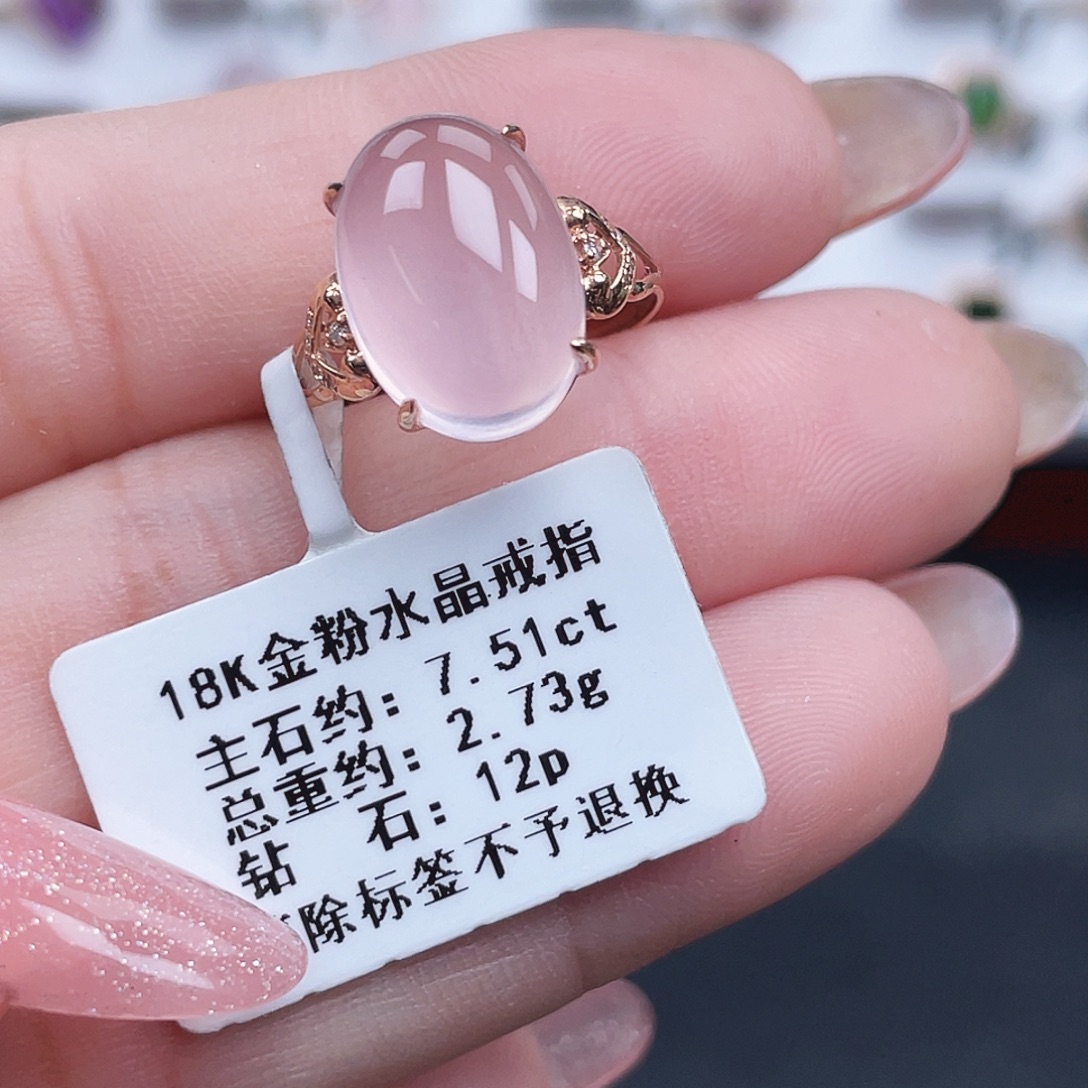 18K金粉水晶戒指
主石约: 7.51ct
总重约: 2.73g
钻 石: 12p
除标签不予退换